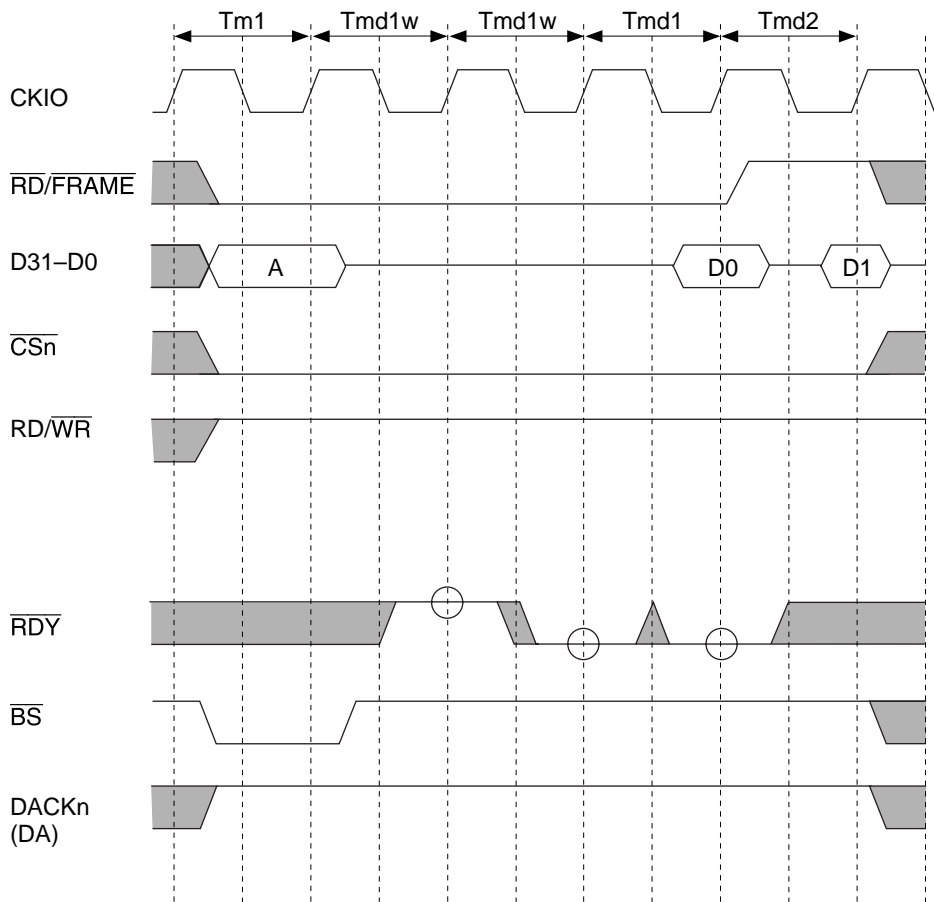 Tm1 Tmd1w Tmd1w Tmd1 Tmd2
CKIO
RD/FRAME
D31–D0 A D0 D1
CSn
RD/WR
RDY
BS
DACKn
(DA)